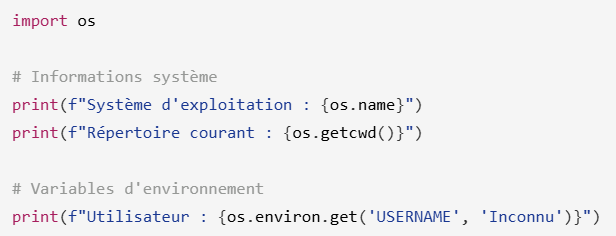 import os
# Informations système
print(f"Système d'exploitation : {os.name}")
print(f"Répertoire courant : {os.getcwd()}")
# Variables d'environnement
print(f"Utilisateur : {os.environ.get('USERNAME', 'Inconnu')}")